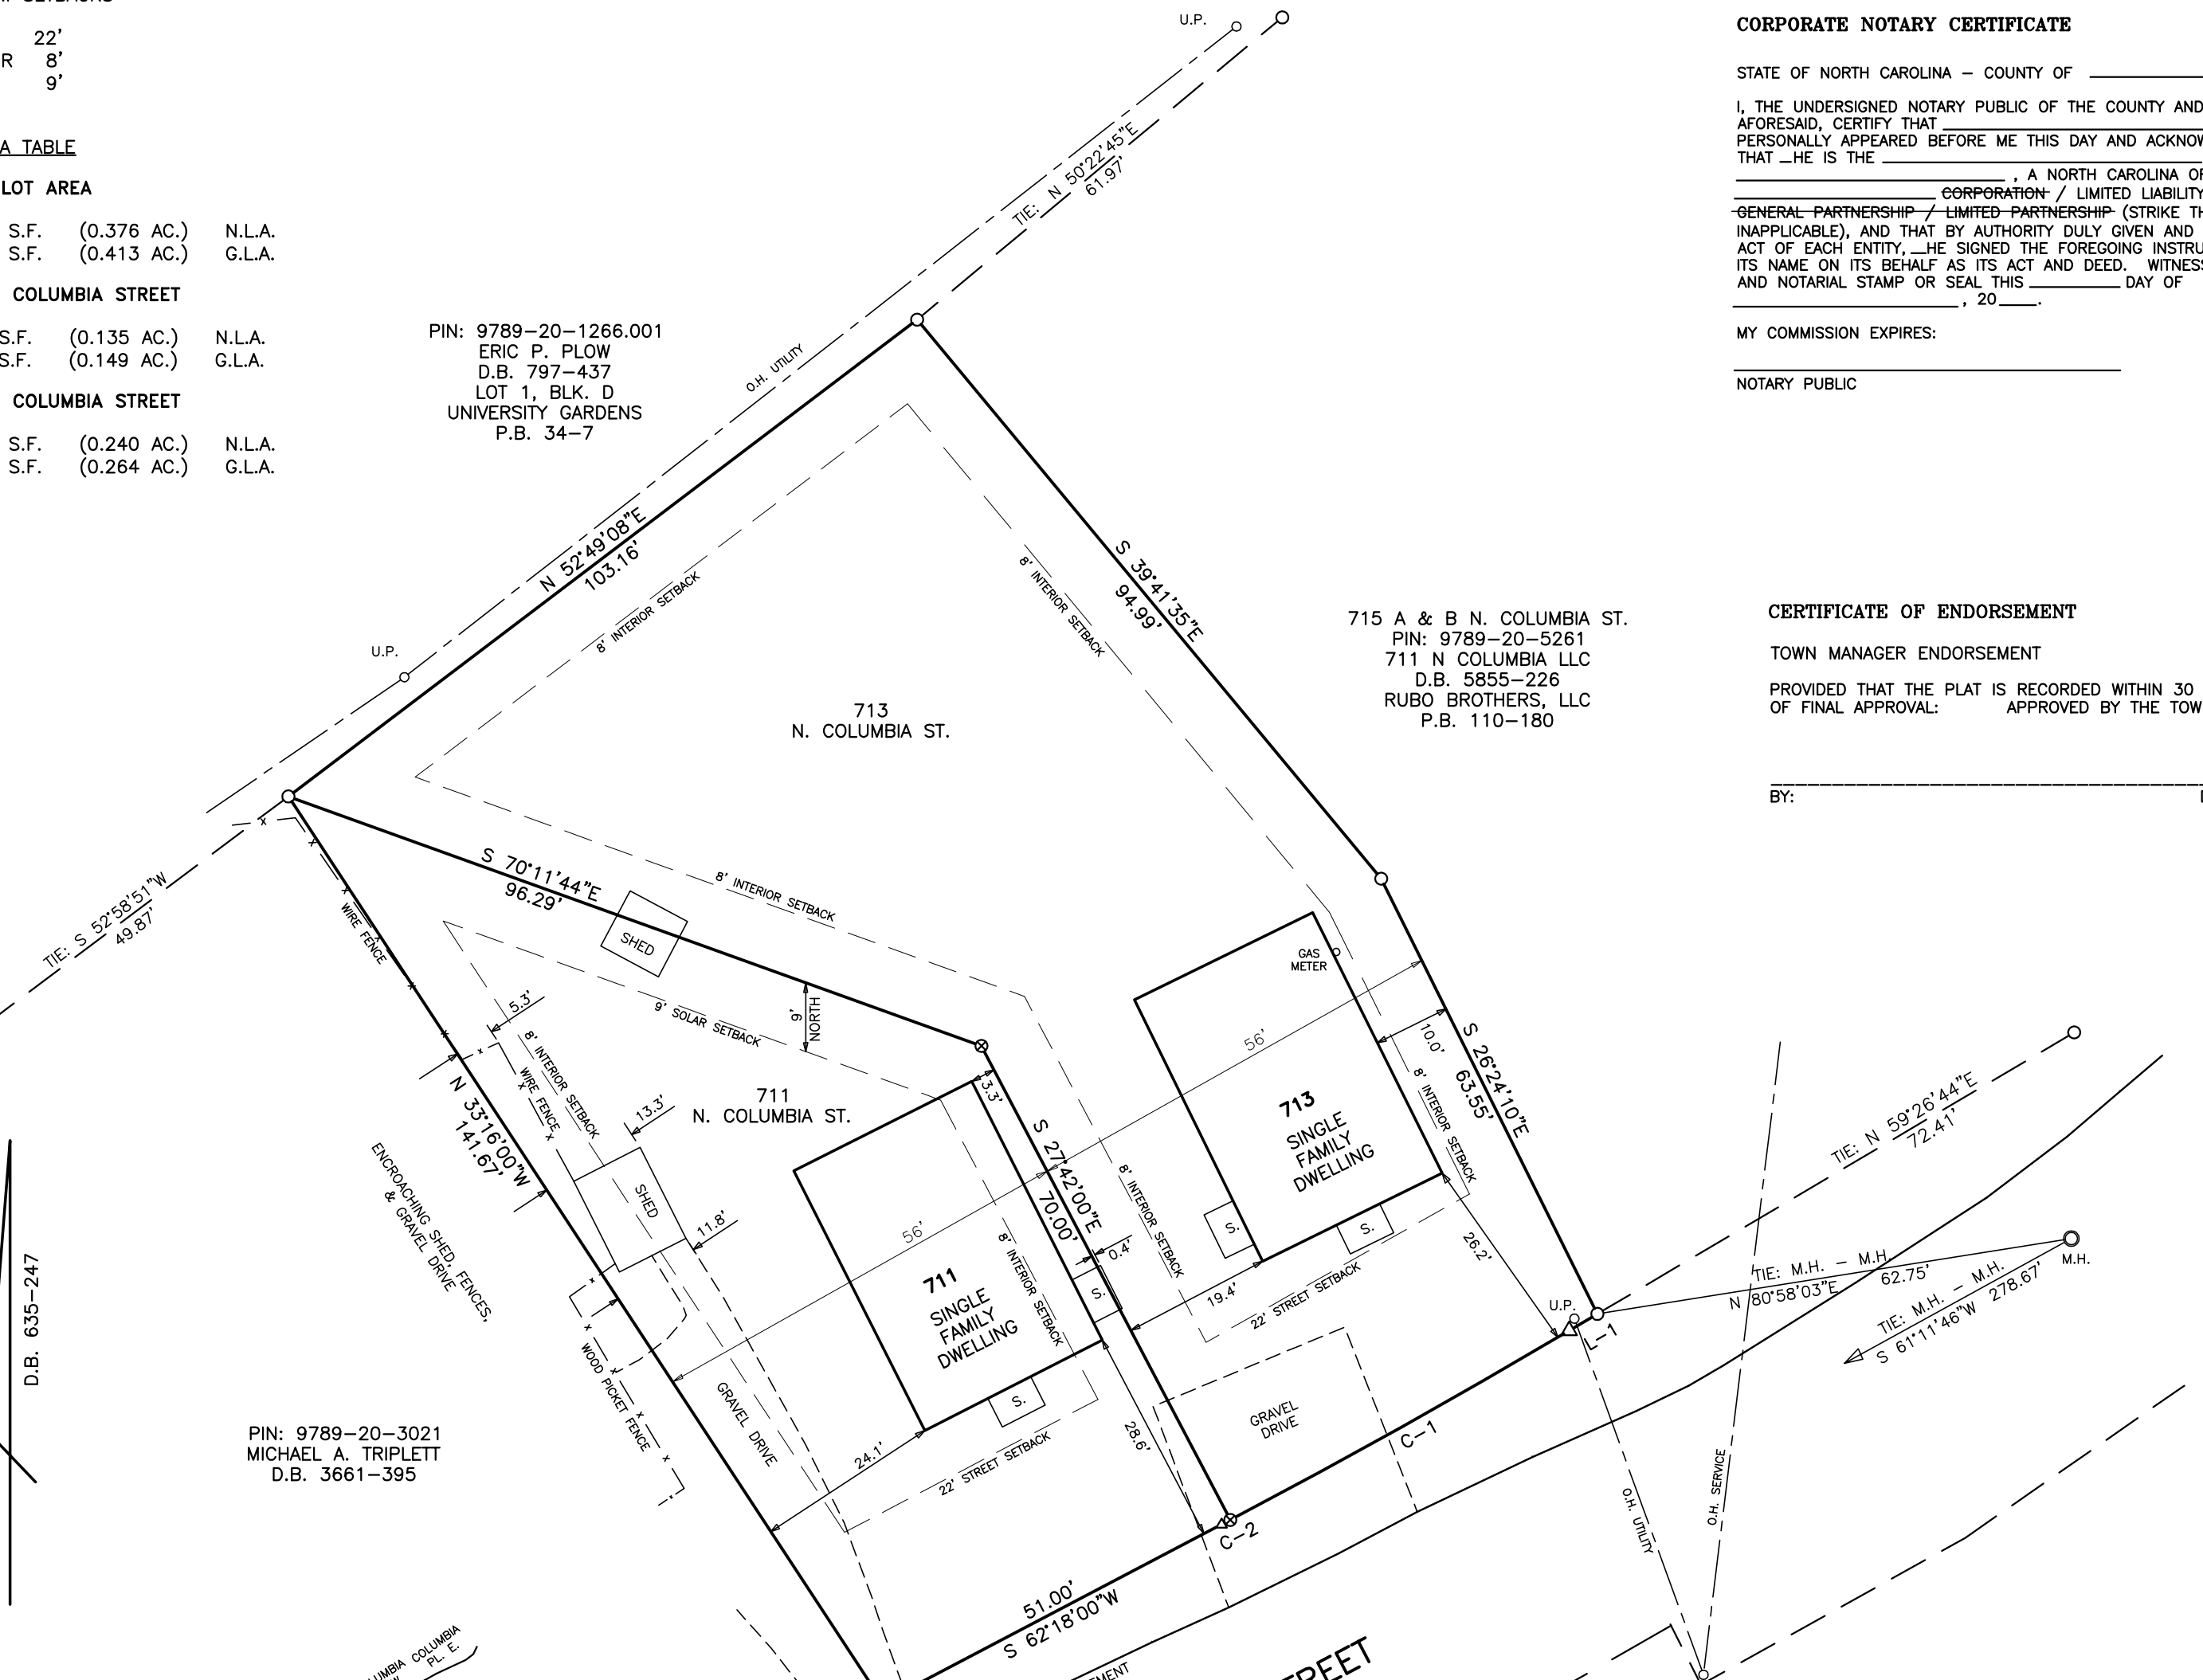 22'
R 8'
9'
A TABLE
LOT AREA
S.F. (0.376 AC.) N.L.A.
S.F. (0.413 AC.) G.L.A.
COLUMBIA STREET
S.F. (0.135 AC.) N.L.A.
S.F. (0.149 AC.) G.L.A.
COLUMBIA STREET
S.F. (0.240 AC.) N.L.A.
S.F. (0.264 AC.) G.L.A.
PIN: 9789-20-1266.001
ERIC P. PLOW
D.B. 797-437
LOT 1, BLK. D
UNIVERSITY GARDENS
P.B. 34-7
U.P.
TIE: N 50°22'45"E
61.97'
O.H. UTILITY
N 52°49'08"E
103.16'
8' INTERIOR SETBACK
8' INTERIOR SETBACK
S 39°41'35"E
94.99'
CORPORATE NOTARY CERTIFICATE
STATE OF NORTH CAROLINA - COUNTY OF
I, THE UNDERSIGNED NOTARY PUBLIC OF THE COUNTY AND
AFORESAID, CERTIFY THAT
PERSONALLY APPEARED BEFORE ME THIS DAY AND ACKNOW
THAT _HE IS THE
, A NORTH CAROLINA OR
CORPORATION / LIMITED LIABILITY
GENERAL PARTNERSHIP / LIMITED PARTNERSHIP (STRIKE TH
INAPPLICABLE), AND THAT BY AUTHORITY DULY GIVEN AND
ACT OF EACH ENTITY, _HE SIGNED THE FOREGOING INSTRU
ITS NAME ON ITS BEHALF AS ITS ACT AND DEED. WITNESS
AND NOTARIAL STAMP OR SEAL THIS ______ DAY OF
, 20____.
MY COMMISSION EXPIRES:
NOTARY PUBLIC
715 A & B N. COLUMBIA ST.
PIN: 9789-20-5261
711 N COLUMBIA LLC
D.B. 5855-226
RUBO BROTHERS, LLC
P.B. 110-180
CERTIFICATE OF ENDORSEMENT
TOWN MANAGER ENDORSEMENT
PROVIDED THAT THE PLAT IS RECORDED WITHIN 30
OF FINAL APPROVAL: APPROVED BY THE TOW
BY:
U.P.
713
N. COLUMBIA ST.
TIE: S 52°58'51"W
49.87'
WIRE FENCE
S 70°11'44"E
96.29'
SHED
8' INTERIOR SETBACK
9' SOLAR SETBACK
9'
NORTH
5.3'
8' INTERIOR SETBACK
WIRE FENCE
13.3'
711
N. COLUMBIA ST.
3.3'
GAS
METER
56'
10.0'
8' INTERIOR SETBACK
S 26°24'10"E
63.55'
713
SINGLE
FAMILY
DWELLING
S.
S.
26.2'
N 33°16'00"W
141.67'
ENCROACHING SHED, FENCES,
& GRAVEL DRIVE
SHED
11.8'
56'
S 27°42'00"E
70.00'
8' INTERIOR SETBACK
8' INTERIOR SETBACK
0.4'
S.
19.4'
22' STREET SETBACK
711
SINGLE
FAMILY
DWELLING
S.
WOOD PICKET FENCE
GRAVEL DRIVE
24.1'
22' STREET SETBACK
28.6'
GRAVEL
DRIVE
C-1
C-2
U.P.
L-1
TIE: N 59°26'44"E
72.41'
TIE: M.H. - M.H.
N 80°58'03"E 62.75'
M.H.
TIE: M.H. - M.H.
S 61°11'46"W 278.67'
O.H. UTILITY
O.H. SERVICE
D.B. 635-247
PIN: 9789-20-3021
MICHAEL A. TRIPLETT
D.B. 3661-395
51.00'
S 62°18'00"W
UMBIA COLUMBIA
PL. E.
EMENT
REET